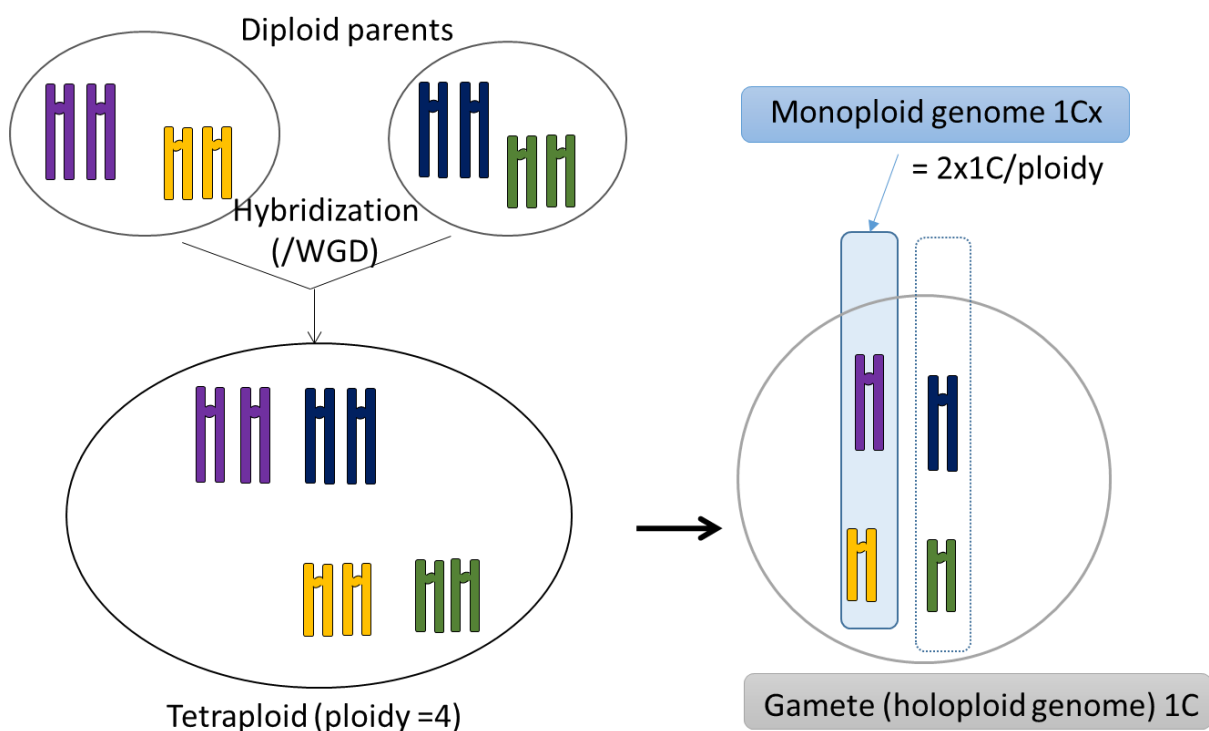 Diploid parents
Hybridization
(/WGD)
Tetraploid (ploidy =4)
Monoploid genome 1Cx
= 2x1C/ploidy
Gamete (holoploid genome) 1C